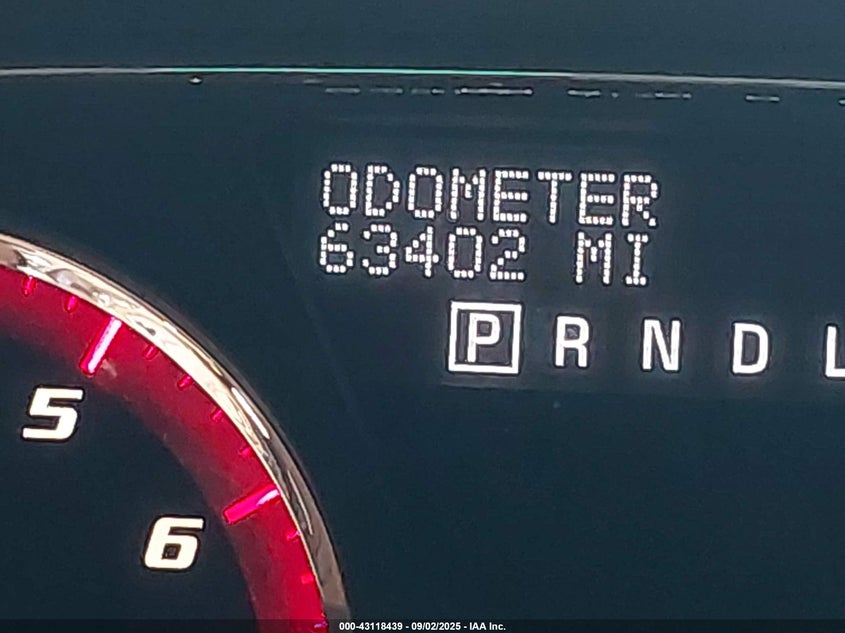 ODOMETER
63402 MI
P R N D L
5
6
000-43118439 - 09/02/2025 - IAA Inc.